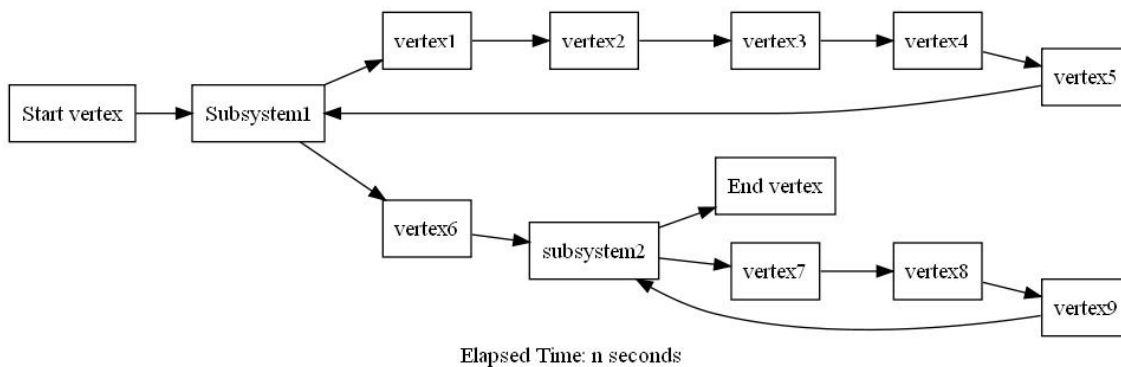 Start vertex
Subsystem1
vertex1
vertex2
vertex3
vertex4
vertex5
vertex6
subsystem2
End vertex
vertex7
vertex8
vertex9
Elapsed Time: n seconds